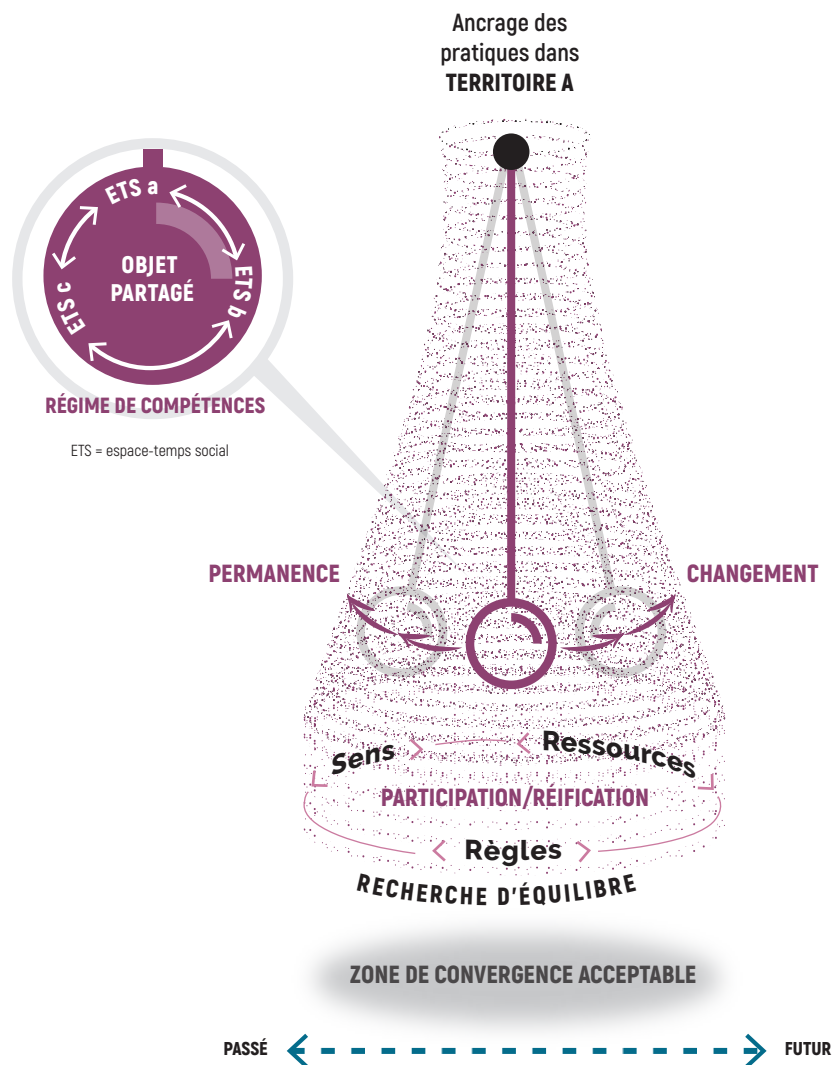 Ancrage des
pratiques dans
TERRITOIRE A
ETS a
ETS b
ETS c
OBJET
PARTAGÉ
RÉGIME DE COMPÉTENCES
ETS = espace-temps social
PERMANENCE
CHANGEMENT
Sens
Ressources
PARTICIPATION/RÉIFICATION
Règles
RECHERCHE D'ÉQUILIBRE
ZONE DE CONVERGENCE ACCEPTABLE
PASSÉ
FUTUR